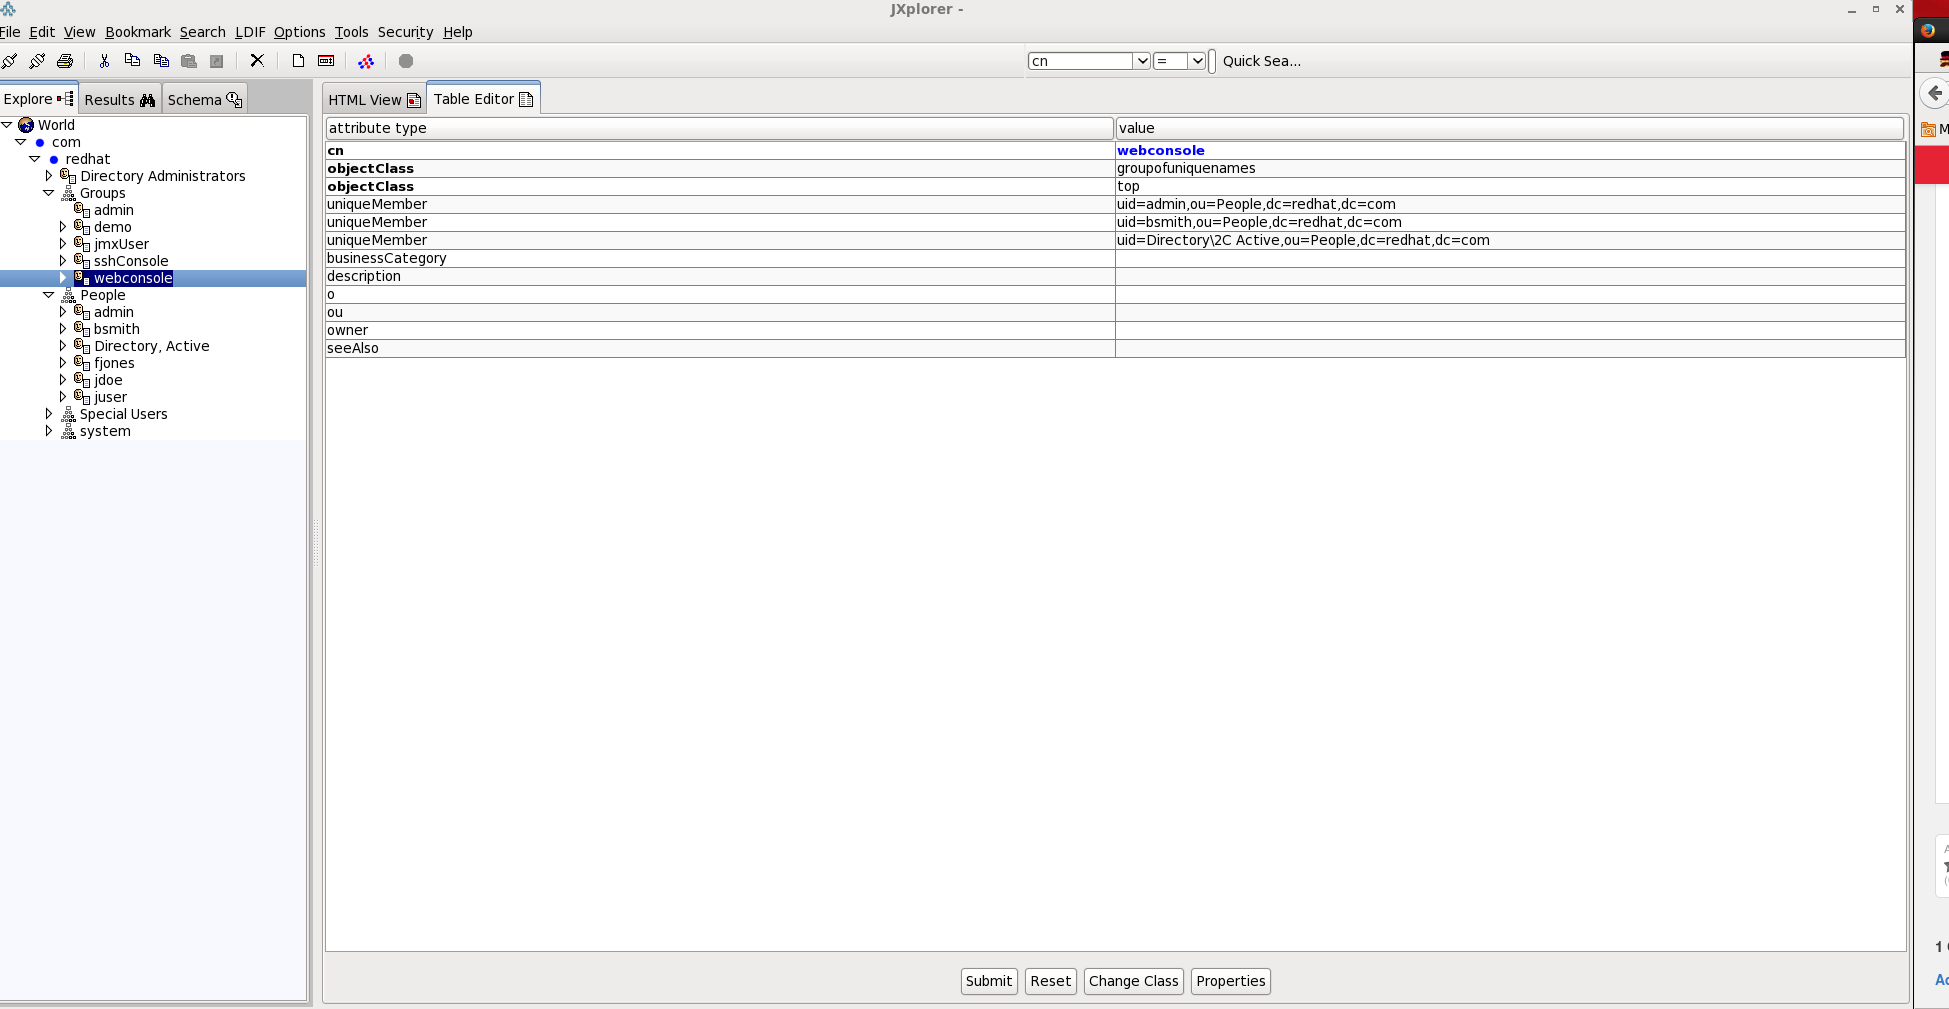 JXplorer -
File Edit View Bookmark Search LDIF Options Tools Security Help
cn = Quick Sea...
Explore Results Schema
HTML View Table Editor
World
com
redhat
Directory Administrators
Groups
admin
demo
jmxUser
sshConsole
webconsole
People
admin
bsmith
Directory, Active
fjones
jdoe
juser
Special Users
system
attribute type value
cn webconsole
objectClass groupofuniquenames
objectClass top
uniqueMember uid=admin,ou=People,dc=redhat,dc=com
uniqueMember uid=bsmith,ou=People,dc=redhat,dc=com
uniqueMember uid=Directory\2C Active,ou=People,dc=redhat,dc=com
businessCategory
description
o
ou
owner
seeAlso
Submit Reset Change Class Properties
M
1